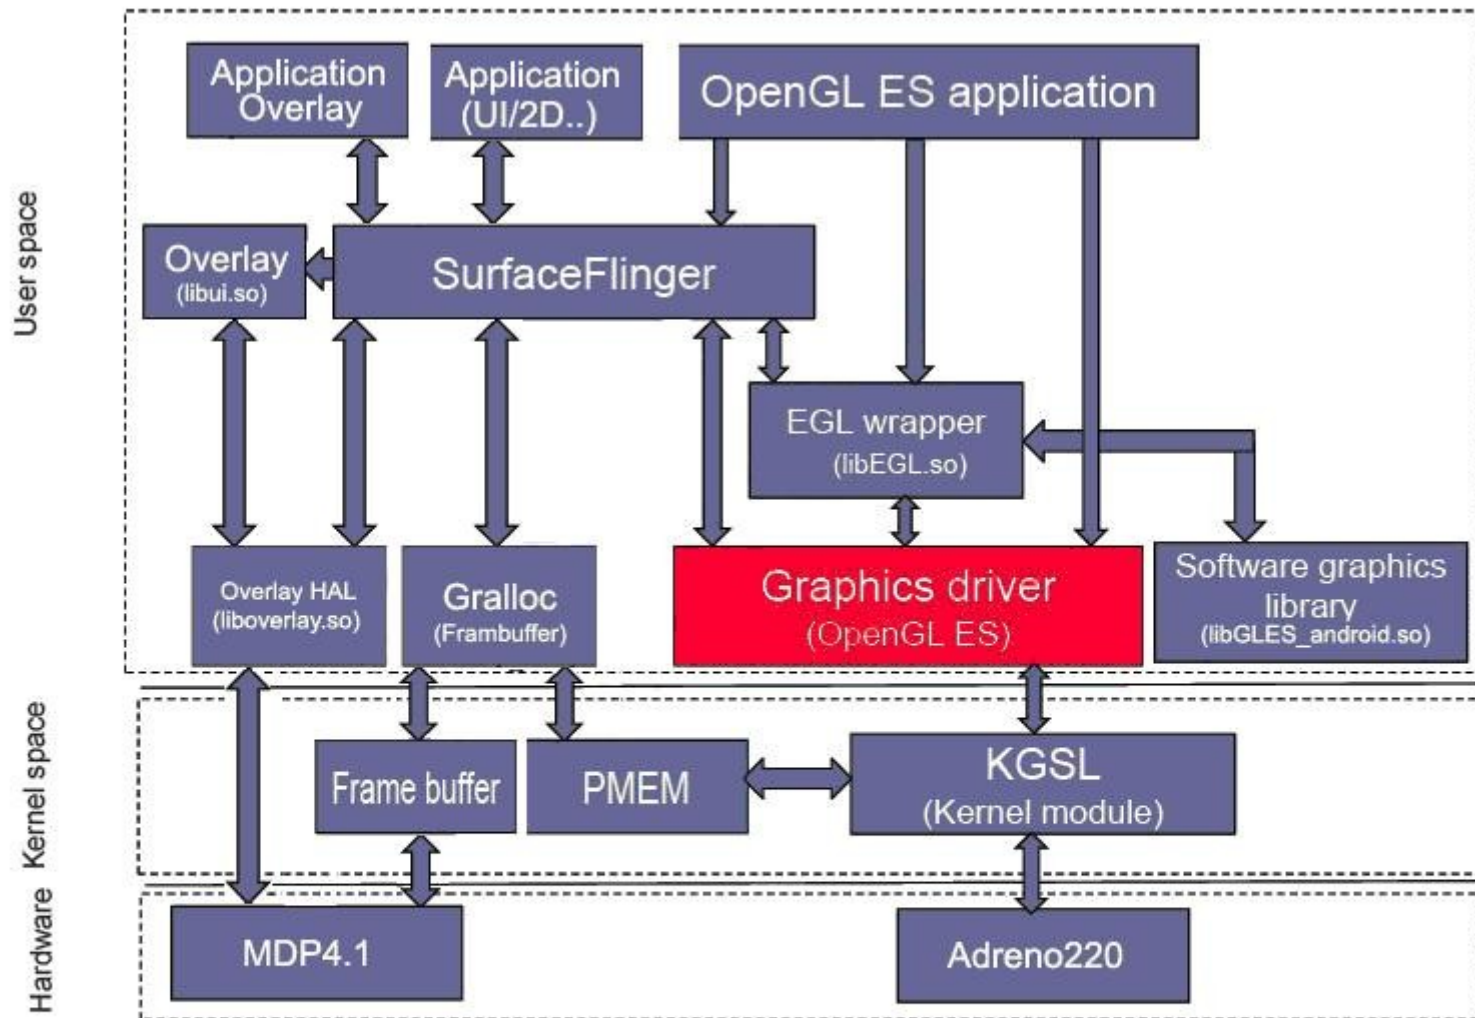 Application
Overlay
Application
(UI/2D..)
OpenGL ES application
User space
Overlay
(libui.so)
SurfaceFlinger
EGL wrapper
(libEGL.so)
Overlay HAL
(liboverlay.so)
Gralloc
(Frambuffer)
Graphics driver
(OpenGL ES)
Software graphics
library
(libGLES_android.so)
Kernel space
Frame buffer
PMEM
KGSL
(Kernel module)
Hardware
MDP4.1
Adreno220